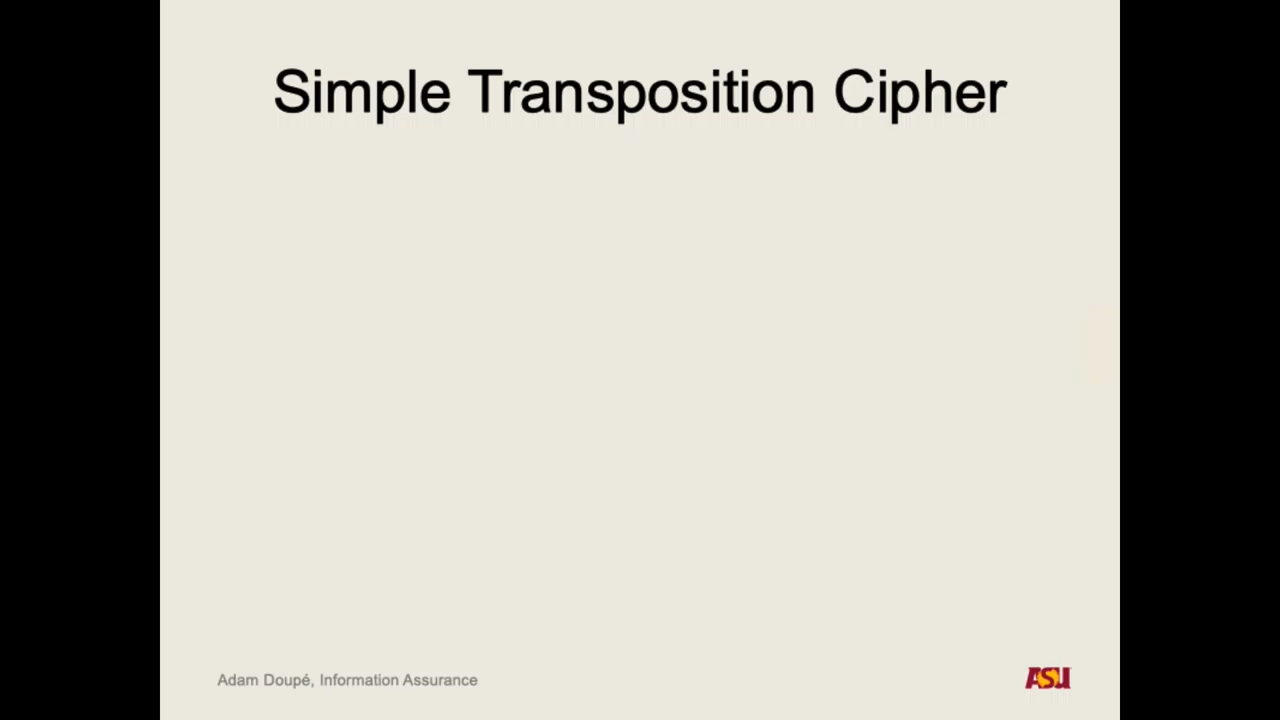 Simple Transposition Cipher
Adam Doupé, Information Assurance
ASU